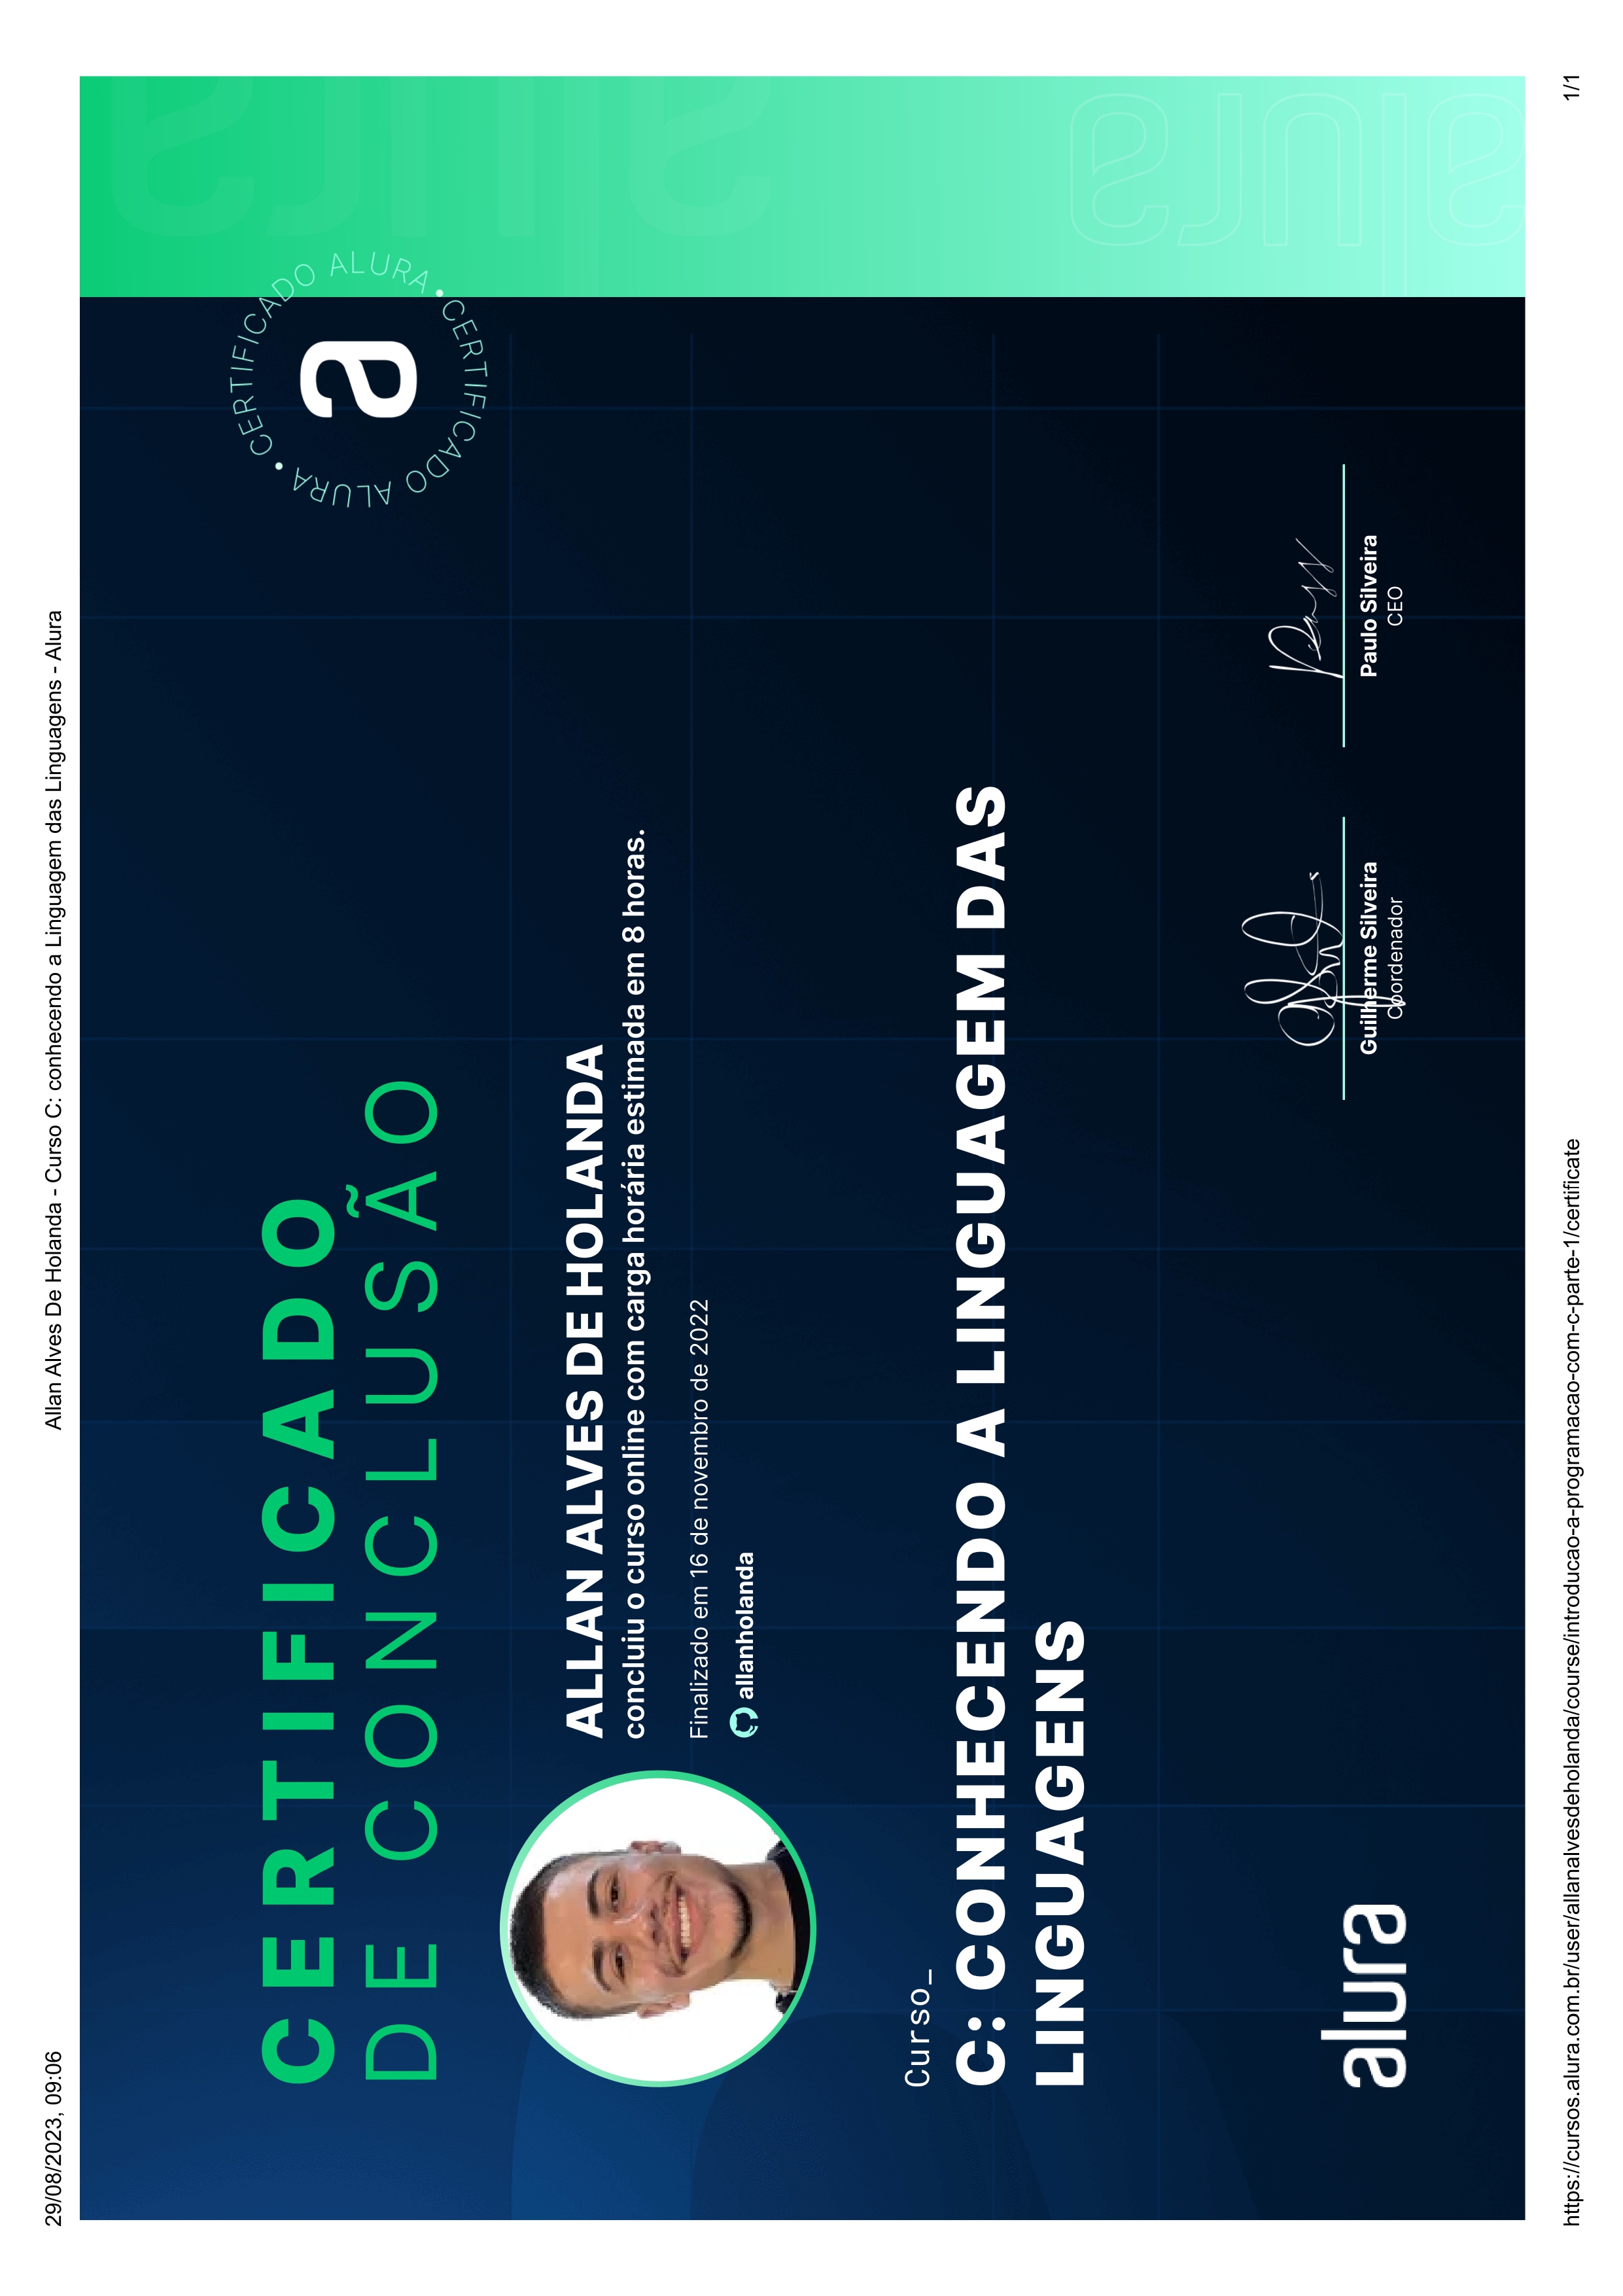 29/08/2023, 09:06
Allan Alves De Holanda - Curso C: conhecendo a Linguagem das Linguagens - Alura
CERTIFICADO
DE CONCLUSÃO
CERTIFICADO ALURA • CERTIFICADO ALURA •
a
ALLAN ALVES DE HOLANDA
concluiu o curso online com carga horária estimada em 8 horas.
Finalizado em 16 de novembro de 2022
allanholanda
Curso_
C: CONHECENDO A LINGUAGEM DAS
LINGUAGENS
alura
Guilherme Silveira
Coordenador
Paulo Silveira
CEO
alura
alura
https://cursos.alura.com.br/user/allanalvesdeholanda/course/introducao-a-programacao-com-c-parte-1/certificate
1/1